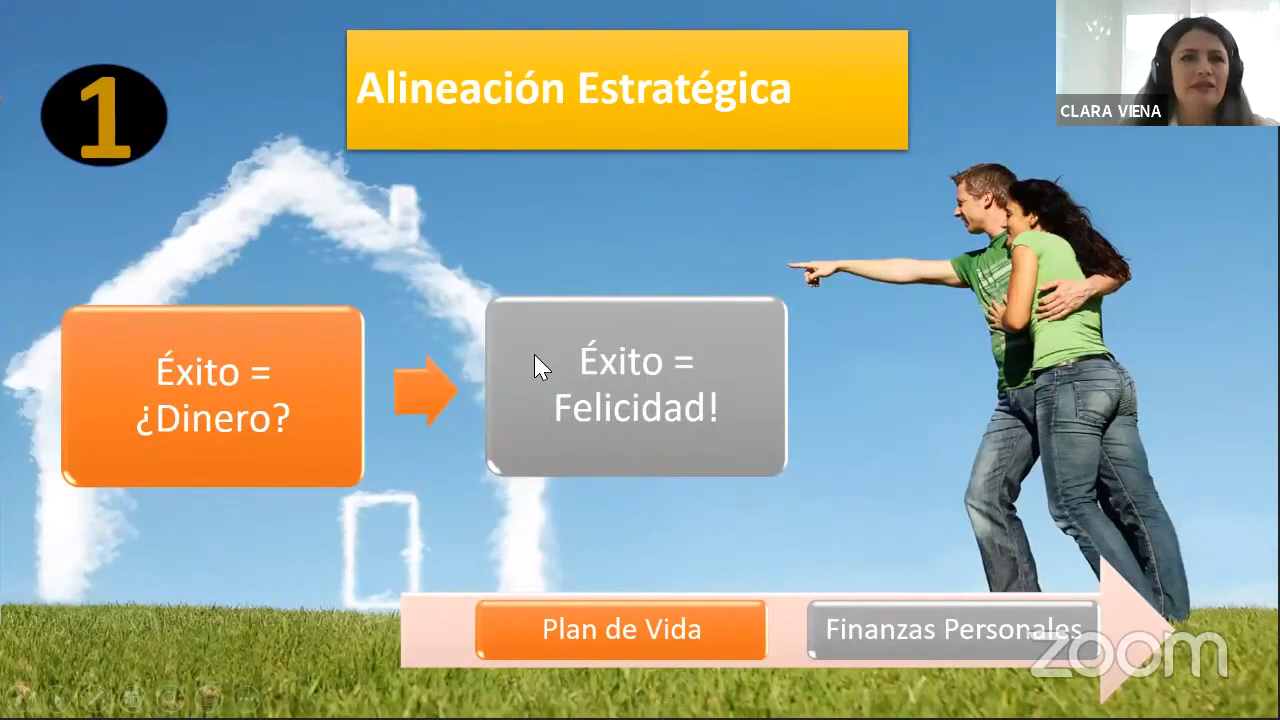 1
Alineación Estratégica
CLARA VIENA
Éxito =
¿Dinero?
Éxito =
Felicidad!
Plan de Vida
Finanzas Personales
zoom